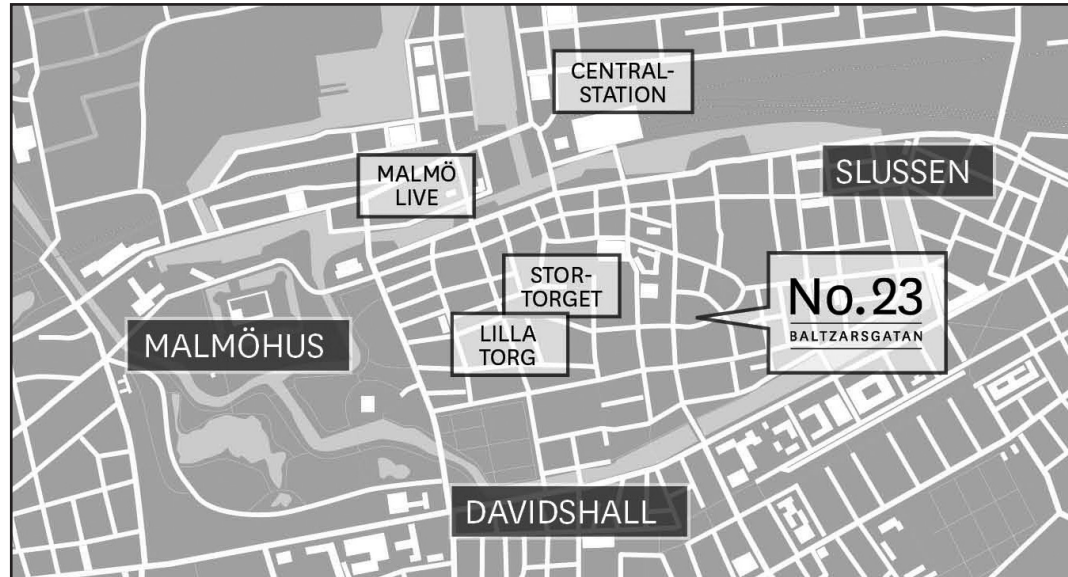 CENTRAL-
STATION
MALMÖ
LIVE
SLUSSEN
STOR-
TORGET
No. 23
BALTZARSGATAN
LILLA
TORG
MALMÖHUS
DAVIDSHALL